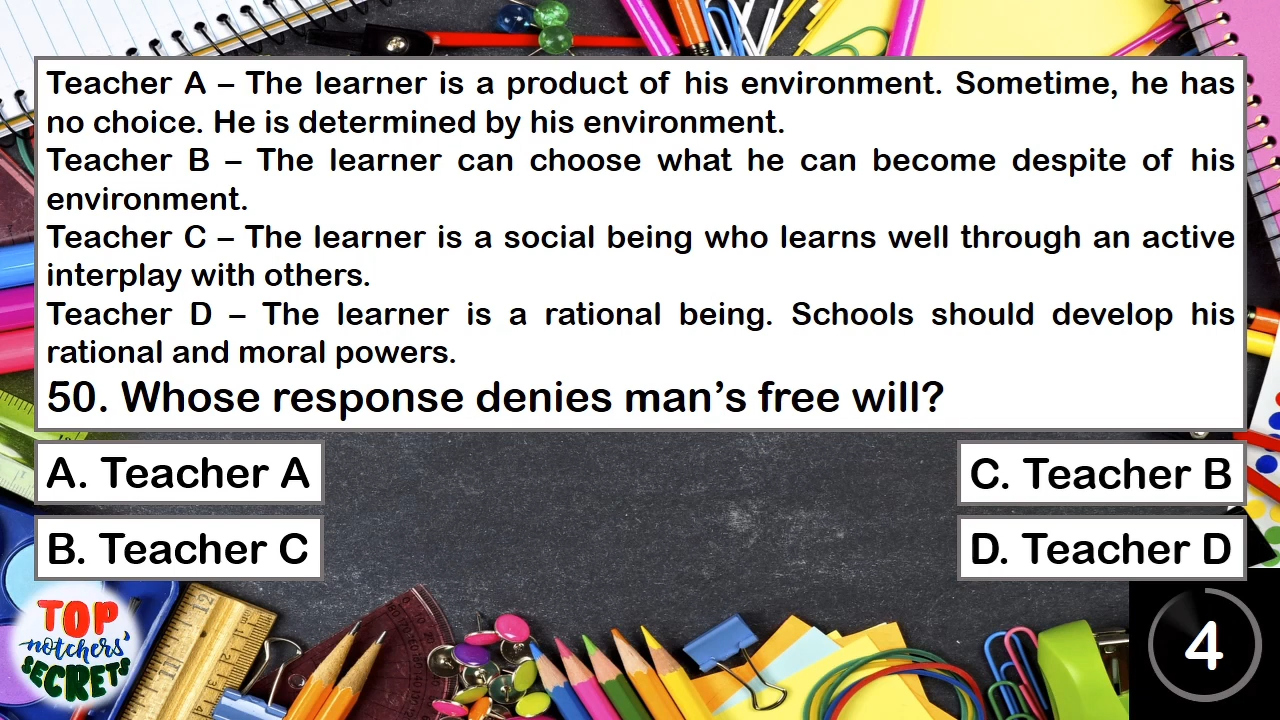 Teacher A – The learner is a product of his environment. Sometime, he has
no choice. He is determined by his environment.
Teacher B – The learner can choose what he can become despite of his
environment.
Teacher C – The learner is a social being who learns well through an active
interplay with others.
Teacher D – The learner is a rational being. Schools should develop his
rational and moral powers.
50. Whose response denies man's free will?
A. Teacher A
B. Teacher C
C. Teacher B
D. Teacher D
TOP
notchers'
SECRETS
4